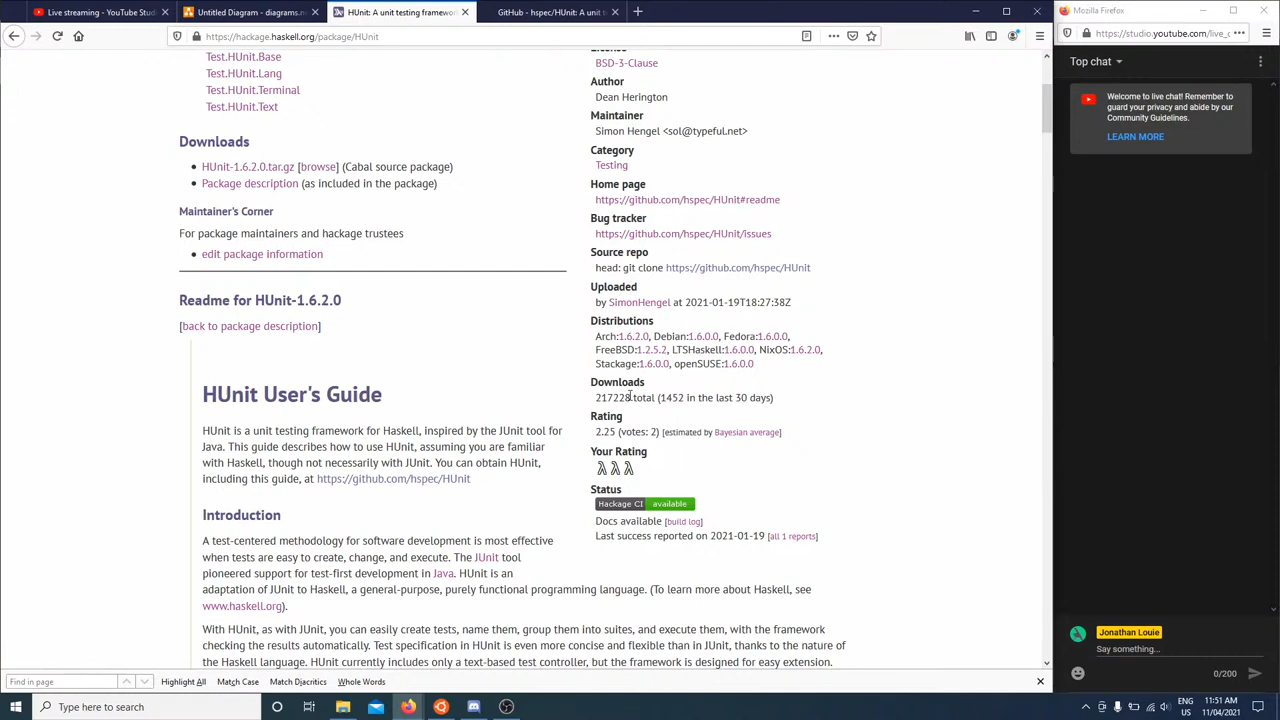 Live streaming - YouTube Stud
Untitled Diagram - diagrams.n
HUnit: A unit testing framewor
GitHub - hspec/HUnit: A unit t
Mozilla Firefox
https://hackage.haskell.org/package/HUnit
https://studio.youtube.com/live_c
Test.HUnit.Base
Test.HUnit.Lang
Test.HUnit.Terminal
Test.HUnit.Text
Downloads
HUnit-1.6.2.0.tar.gz [browse] (Cabal source package)
Package description (as included in the package)
Maintainer's Corner
For package maintainers and hackage trustees
edit package information
Readme for HUnit-1.6.2.0
[back to package description]
HUnit User's Guide
HUnit is a unit testing framework for Haskell, inspired by the JUnit tool for
Java. This guide describes how to use HUnit, assuming you are familiar
with Haskell, though not necessarily with JUnit. You can obtain HUnit,
including this guide, at https://github.com/hspec/HUnit
Introduction
A test-centered methodology for software development is most effective
when tests are easy to create, change, and execute. The JUnit tool
pioneered support for test-first development in Java. HUnit is an
adaptation of JUnit to Haskell, a general-purpose, purely functional programming language. (To learn more about Haskell, see
www.haskell.org).
With HUnit, as with JUnit, you can easily create tests, name them, group them into suites, and execute them, with the framework
checking the results automatically. Test specification in HUnit is even more concise and flexible than in JUnit, thanks to the nature of
the Haskell language. HUnit currently includes only a text-based test controller, but the framework is designed for easy extension.
License
BSD-3-Clause
Author
Dean Herington
Maintainer
Simon Hengel <sol@typeful.net>
Category
Testing
Home page
https://github.com/hspec/HUnit#readme
Bug tracker
https://github.com/hspec/HUnit/issues
Source repo
head: git clone https://github.com/hspec/HUnit
Uploaded
by SimonHengel at 2021-01-19T18:27:38Z
Distributions
Arch:1.6.2.0, Debian:1.6.0.0, Fedora:1.6.0.0,
FreeBSD:1.2.5.2, LTSHaskell:1.6.0.0, NixOS:1.6.2.0,
Stackage:1.6.0.0, openSUSE:1.6.0.0
Downloads
217228 total (1452 in the last 30 days)
Rating
2.25 (votes: 2) [estimated by Bayesian average]
Your Rating
λ λ λ
Status
Hackage CI available
Docs available [build log]
Last success reported on 2021-01-19 [all 1 reports]
Top chat
Welcome to live chat! Remember to
guard your privacy and abide by our
Community Guidelines.
LEARN MORE
Jonathan Louie
Say something...
0/200
Find in page
Highlight All
Match Case
Match Diacritics
Whole Words
Type here to search
ENG
US
11:51 AM
11/04/2021